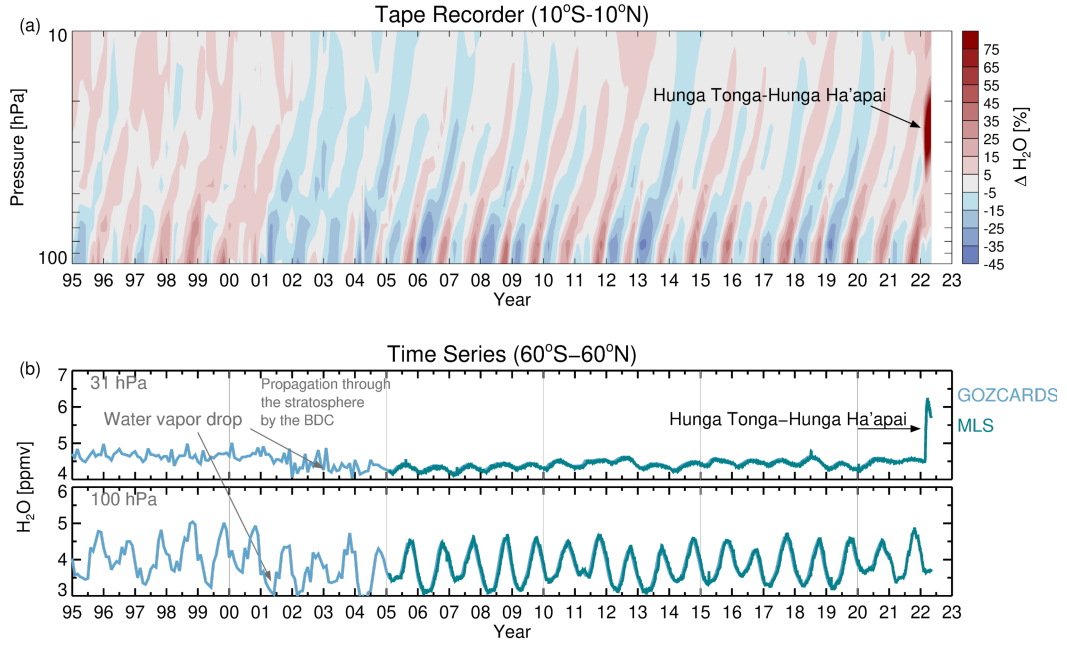 Tape Recorder (10°S-10°N)
(a)
10
100
Pressure [hPa]
Hunga Tonga-Hunga Ha'apai
95 96 97 98 99 00 01 02 03 04 05 06 07 08 09 10 11 12 13 14 15 16 17 18 19 20 21 22 23
Year
75
65
55
45
35
25
15
5
-5
-15
-25
-35
-45
Δ H₂O [%]
Time Series (60°S–60°N)
(b)
7
6
5
4
31 hPa
Water vapor drop
Propagation through
the stratosphere
by the BDC
Hunga Tonga–Hunga Ha'apai
GOZCARDS
MLS
H₂O [ppmv]
6
5
4
3
100 hPa
95 96 97 98 99 00 01 02 03 04 05 06 07 08 09 10 11 12 13 14 15 16 17 18 19 20 21 22 23
Year